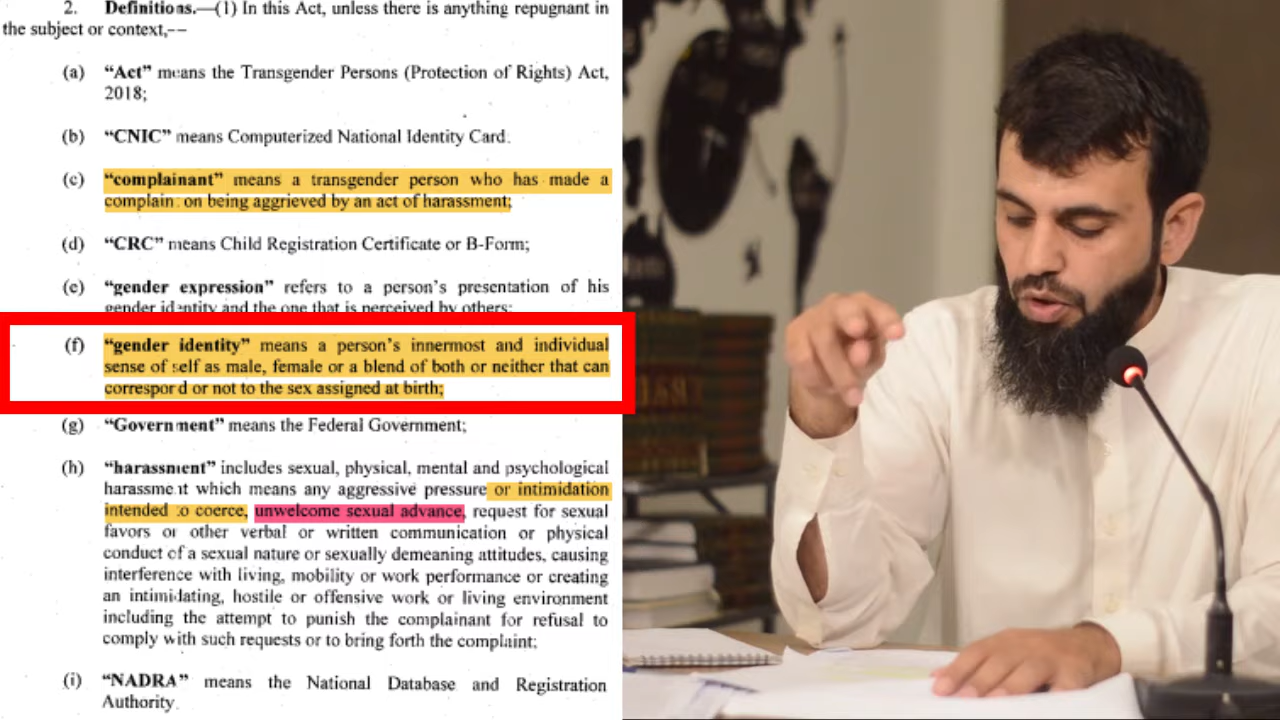 2. Definitions.—(1) In this Act, unless there is anything repugnant in
the subject or context,––
(a) “Act” means the Transgender Persons (Protection of Rights) Act,
2018;
(b) “CNIC” means Computerized National Identity Card.
(c) “complainant” means a transgender person who has made a
complain on being aggrieved by an act of harassment;
(d) “CRC” means Child Registration Certificate or B-Form;
(e) “gender expression” refers to a person’s presentation of his
gender identity and the one that is perceived by others;
(f) “gender identity” means a person’s innermost and individual
sense of self as male, female or a blend of both or neither that can
correspond or not to the sex assigned at birth;
(g) “Government” means the Federal Government;
(h) “harassment” includes sexual, physical, mental and psychological
harassment which means any aggressive pressure or intimidation
intended to coerce, unwelcome sexual advance, request for sexual
favors or other verbal or written communication or physical
conduct of a sexual nature or sexually demeaning attitudes, causing
interference with living, mobility or work performance or creating
an intimidating, hostile or offensive work or living environment
including the attempt to punish the complainant for refusal to
comply with such requests or to bring forth the complaint;
(i) “NADRA” means the National Database and Registration
Authority.